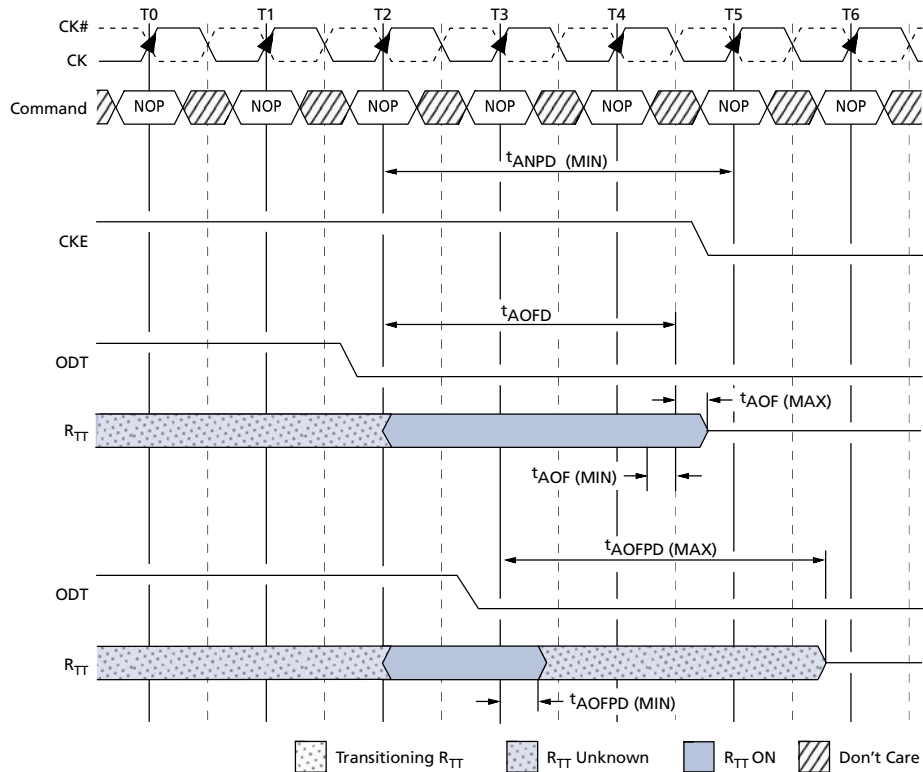 T0 T1 T2 T3 T4 T5 T6
CK#
CK
Command NOP NOP NOP NOP NOP NOP NOP
tANPD (MIN)
CKE
tAOFD
ODT
tAOF (MAX)
RTT
tAOF (MIN)
tAOFPD (MAX)
ODT
RTT
tAOFPD (MIN)
Transitioning RTT RTT Unknown RTT ON Don't Care